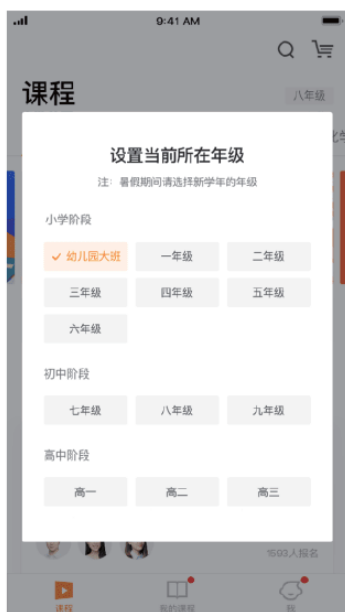 9:41 AM
课程
八年级
化学
设置当前所在年级
注：暑假期间请选择新学年的年级
小学阶段
幼儿园大班 一年级 二年级
三年级 四年级 五年级
六年级
初中阶段
七年级 八年级 九年级
高中阶段
高一 高二 高三
1593人报名
课程 我的课程 我